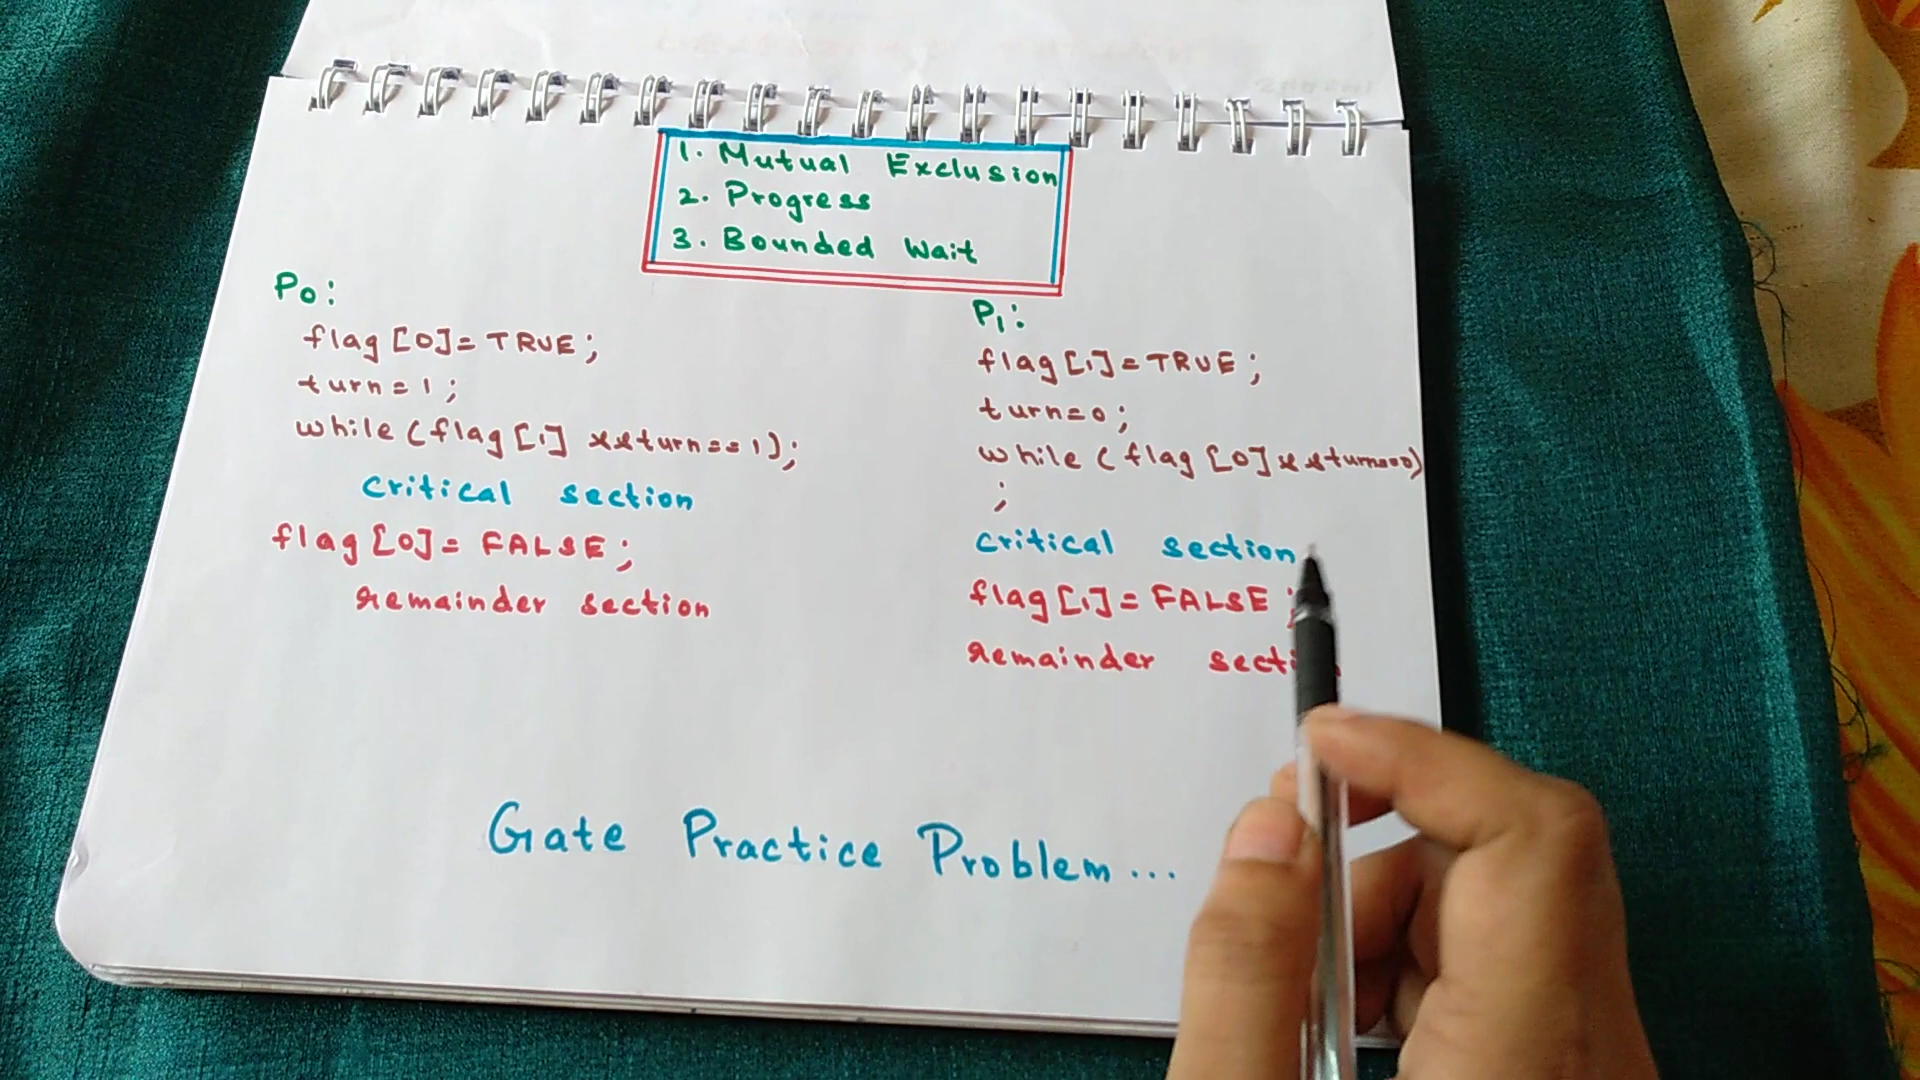 1. Mutual Exclusion
2. Progress
3. Bounded Wait
P0:
flag [0]= TRUE;
turn= 1;
while (flag [1] &&turn==1);
critical section
flag [0]= FALSE;
remainder section
P1:
flag [1]=TRUE;
turn=0;
while (flag [0]&&turn==0)
;
critical section
flag [1]= FALSE;
remainder
Gate Practice Problem...